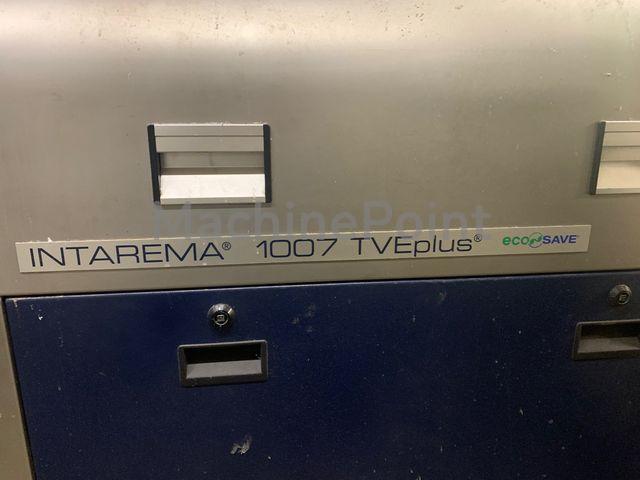 MachinePoint
INTAREMA® 1007 TVEplus® ecoSAVE®